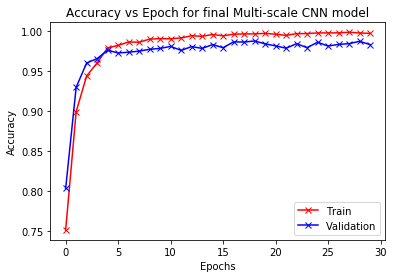 Accuracy vs Epoch for final Multi-scale CNN model
1.00
0.95
0.90
0.85
0.80
0.75
Accuracy
0 5 10 15 20 25 30
Epochs
Train
Validation